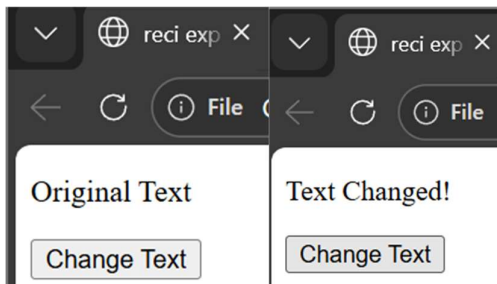 reci exp
File
Original Text
Change Text
reci exp
File
Text Changed!
Change Text